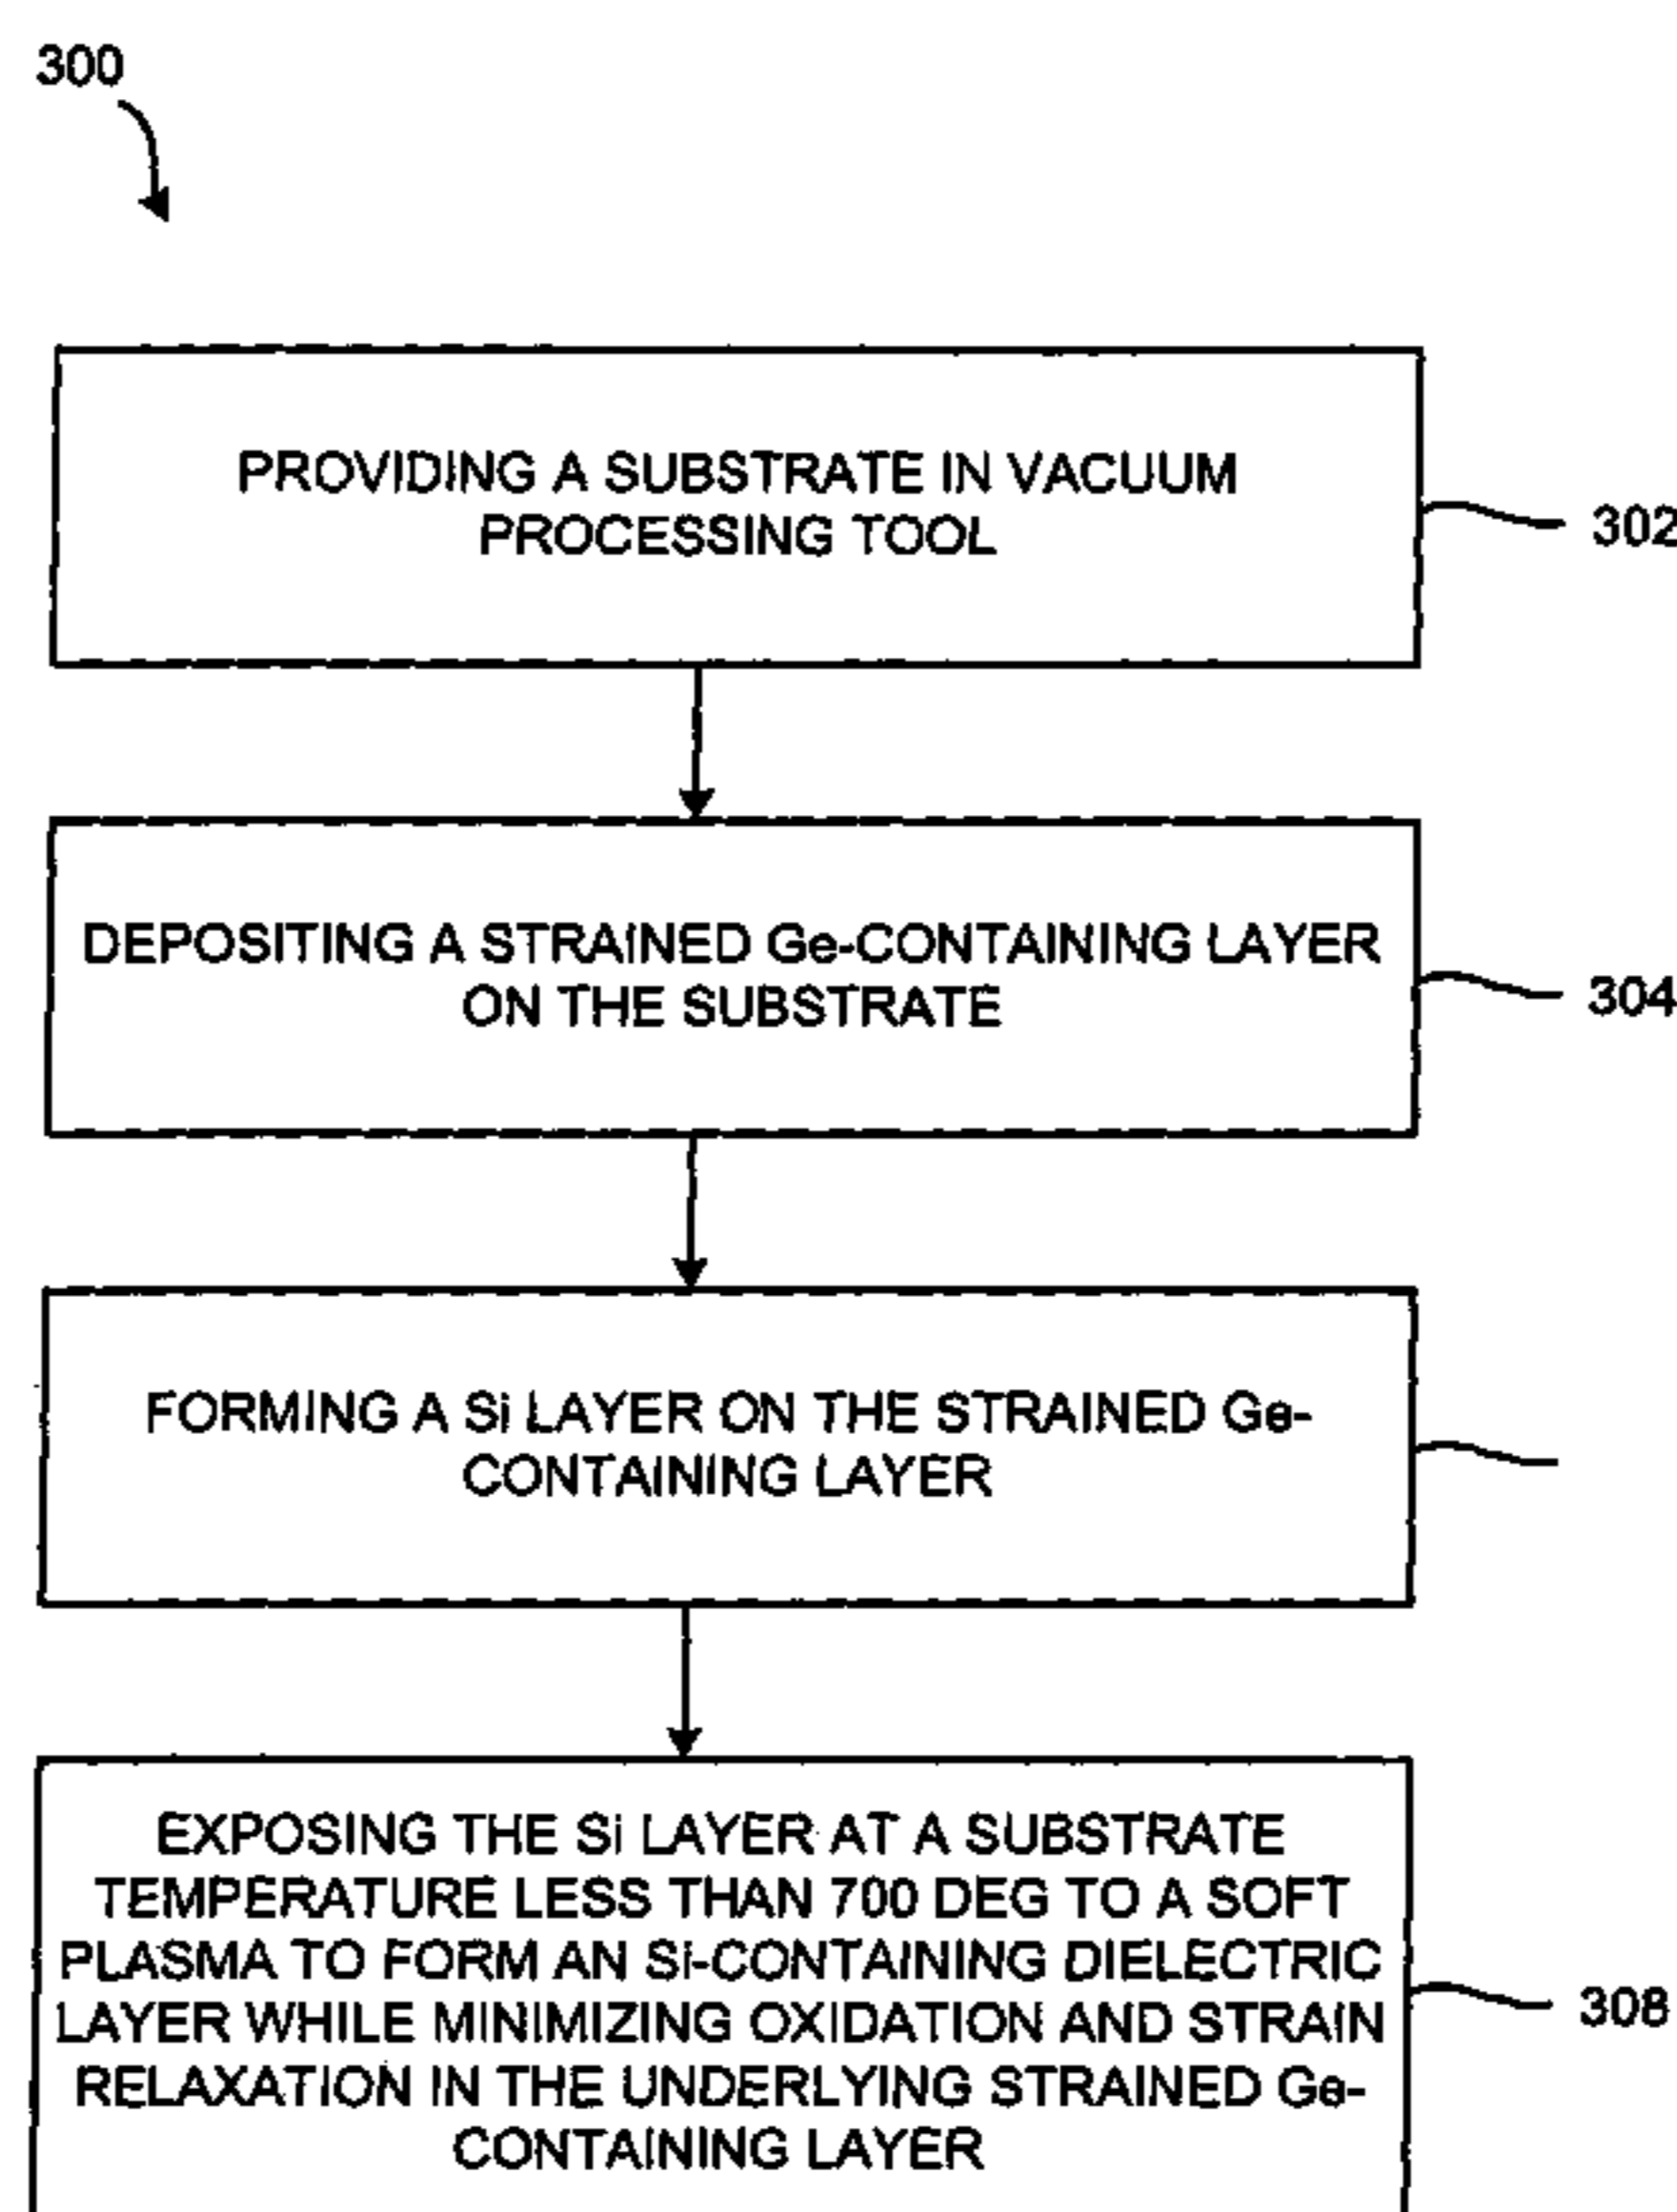 300
PROVIDING A SUBSTRATE IN VACUUM
PROCESSING TOOL
302
DEPOSITING A STRAINED Ge-CONTAINING LAYER
ON THE SUBSTRATE
304
FORMING A Si LAYER ON THE STRAINED Ge-
CONTAINING LAYER
EXPOSING THE Si LAYER AT A SUBSTRATE
TEMPERATURE LESS THAN 700 DEG TO A SOFT
PLASMA TO FORM AN Si-CONTAINING DIELECTRIC
LAYER WHILE MINIMIZING OXIDATION AND STRAIN
RELAXATION IN THE UNDERLYING STRAINED Ge-
CONTAINING LAYER
308